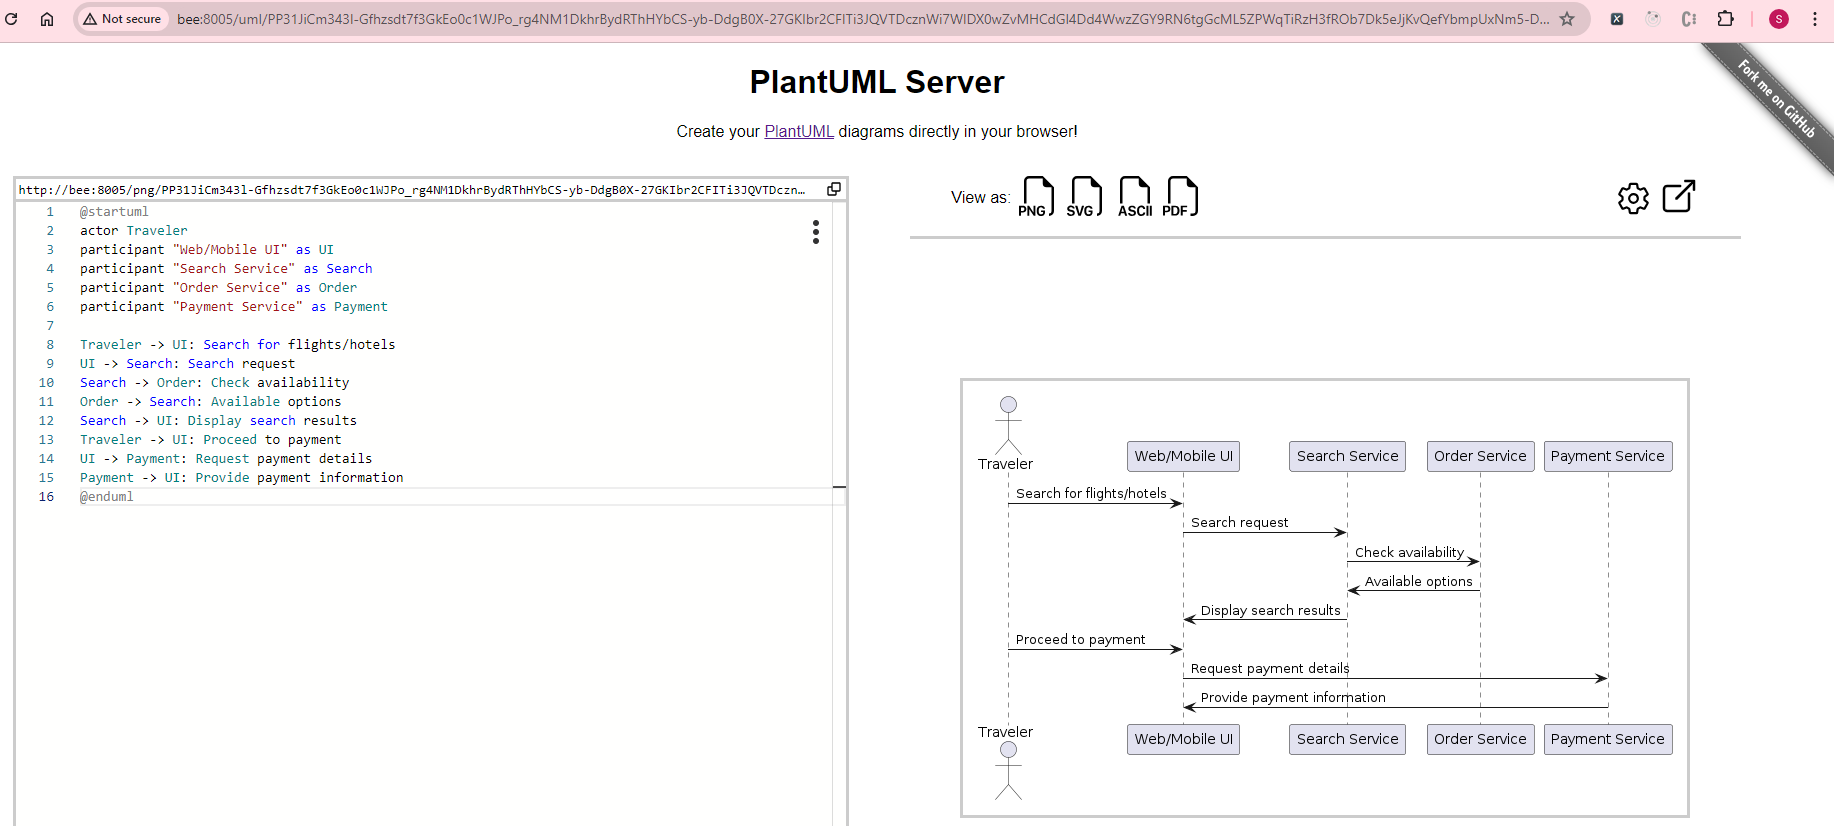 Not secure
bee:8005/uml/PP31JiCm343l-Gfhzsdt7f3GkEo0c1WJPo_rg4NM1DkhrBydRThHYbCS-yb-DdgB0X-27GKIbr2CFITi3JQVTDcznWi7WIDX0wZvMHCdGl4Dd4WwzZGY9RN6tgGcML5ZPWqTiRzH3fROb7Dk5eJjKvQefYbmpUxNm5-D...
S
Fork me on GitHub
PlantUML Server
Create your PlantUML diagrams directly in your browser!
http://bee:8005/png/PP31JiCm343l-Gfhzsdt7f3GkEo0c1WJPo_rg4NM1DkhrBydRThHYbCS-yb-DdgB0X-27GKIbr2CFITi3JQVTDczn…
1 @startuml
2 actor Traveler
3 participant "Web/Mobile UI" as UI
4 participant "Search Service" as Search
5 participant "Order Service" as Order
6 participant "Payment Service" as Payment
7
8 Traveler -> UI: Search for flights/hotels
9 UI -> Search: Search request
10 Search -> Order: Check availability
11 Order -> Search: Available options
12 Search -> UI: Display search results
13 Traveler -> UI: Proceed to payment
14 UI -> Payment: Request payment details
15 Payment -> UI: Provide payment information
16 @enduml
View as: PNG SVG ASCII PDF
Traveler
Web/Mobile UI
Search Service
Order Service
Payment Service
Search for flights/hotels
Search request
Check availability
Available options
Display search results
Proceed to payment
Request payment details
Provide payment information
Traveler
Web/Mobile UI
Search Service
Order Service
Payment Service